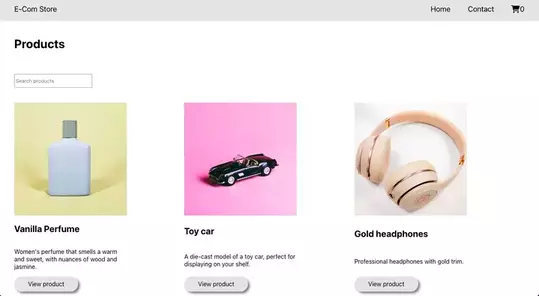 E-Com Store
Home Contact 0
Products
Search products
Vanilla Perfume
Women's perfume that smells a warm
and sweet, with nuances of wood and
jasmine.
View product
Toy car
A die-cast model of a toy car, perfect for
displaying on your shelf.
View product
Gold headphones
Professional headphones with gold trim.
View product